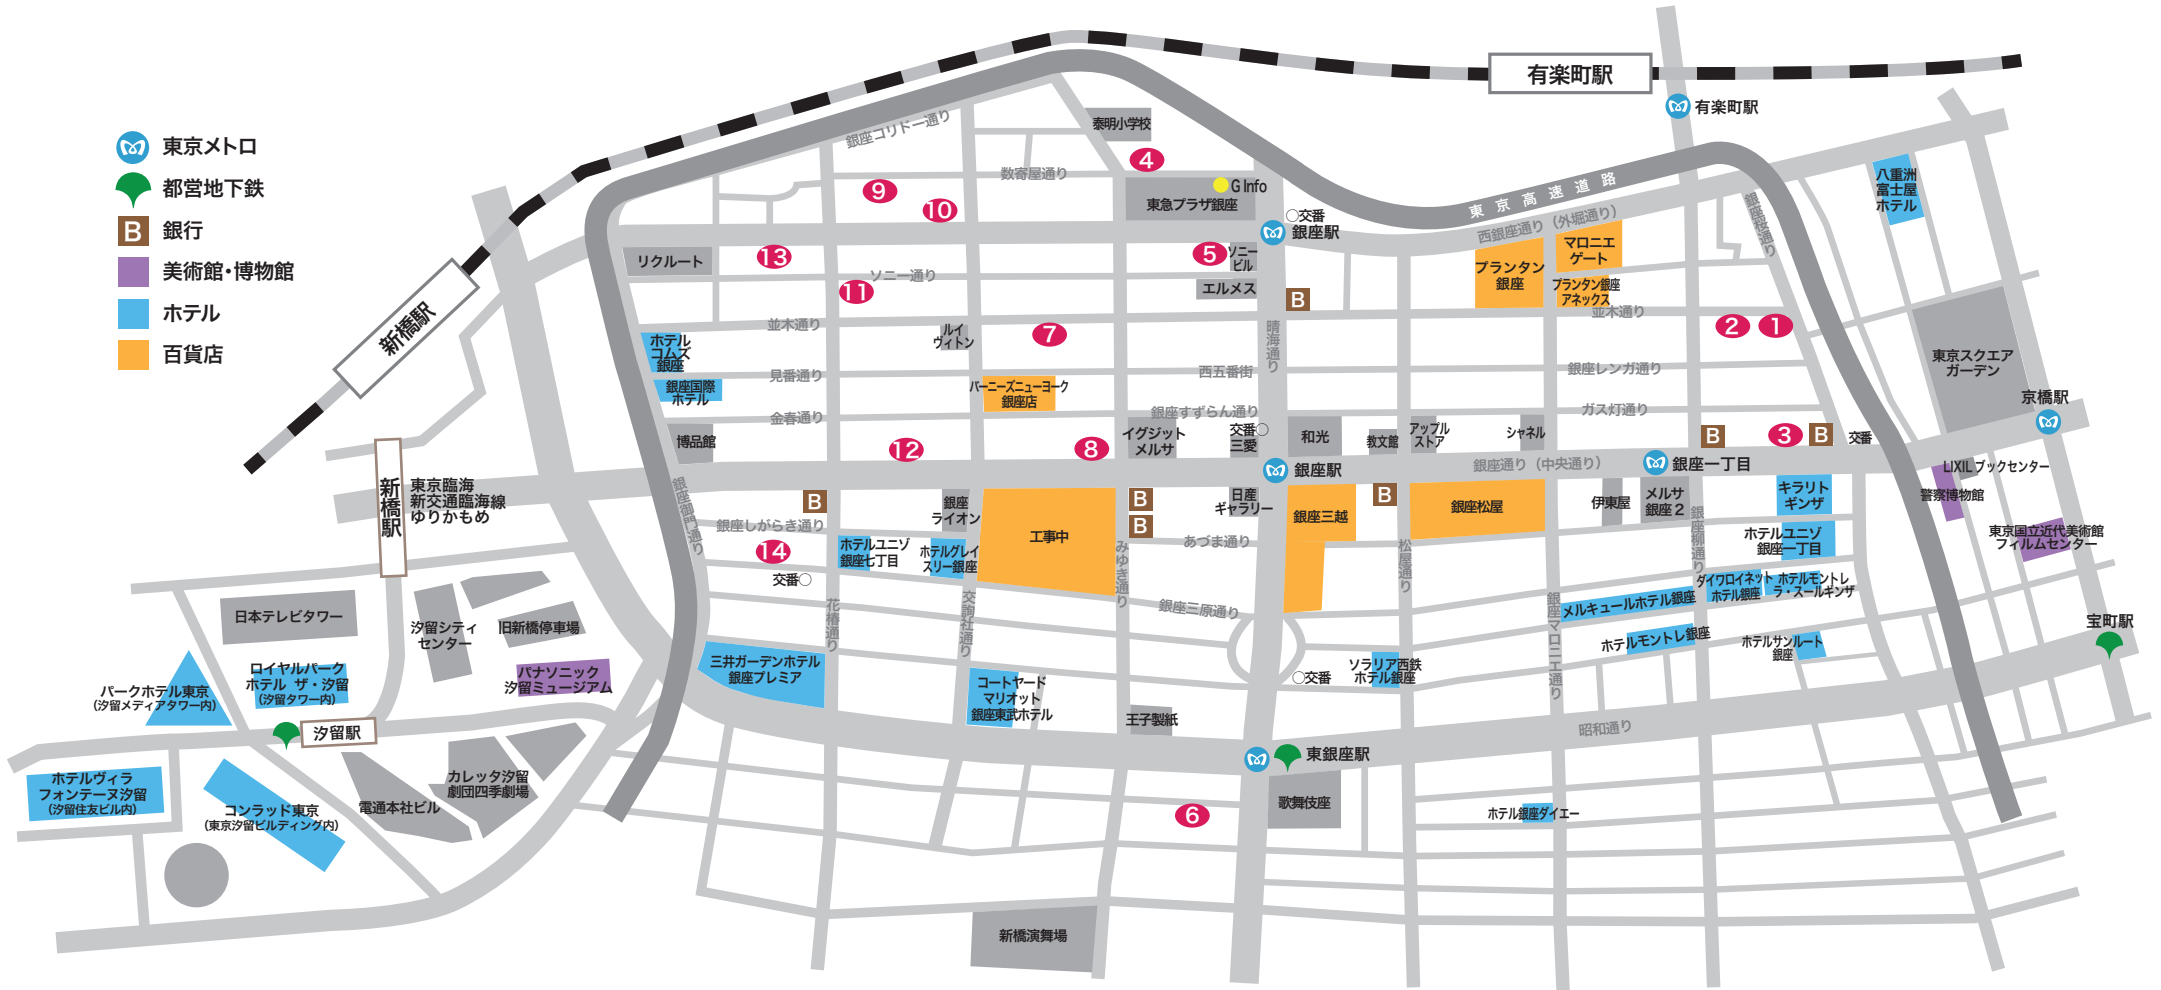 東京メトロ
都営地下鉄
B
銀行
美術館・博物館
ホテル
百貨店
有楽町駅
有楽町駅
新橋駅
新橋駅
東京臨海
新交通臨海線
ゆりかもめ
銀座コリドー通り
泰明小学校
数寄屋通り
4
9
10
G Info
東急プラザ銀座
○交番
銀座駅
東京高速道路
西銀座通り（外堀通り）
銀座桜通り
八重洲
富士屋
ホテル
リクルート
13
ソニー通り
11
5
ソニー
ビル
エルメス
B
プランタン
銀座
マロニエ
ゲート
プランタン銀座
アネックス
並木通り
並木通り
2
1
ルイ
ヴィトン
7
晴海通り
ホテル
コムズ
銀座
銀座国際
ホテル
見番通り
西五番街
銀座レンガ通り
バーニーズニューヨーク
銀座店
金春通り
銀座すずらん通り
ガス灯通り
東京スクエア
ガーデン
京橋駅
博品館
12
8
イグジット
メルサ
交番○
三愛
和光
教文館
アップル
ストア
シャネル
B
3
B
交番
銀座駅
銀座通り（中央通り）
銀座一丁目
LIXIL ブックセンター
警察博物館
東京国立近代美術館
フィルムセンター
銀座御門通り
B
銀座
ライオン
工事中
B
B
日産
ギャラリー
銀座三越
B
銀座松屋
伊東屋
メルサ
銀座２
キラリト
ギンザ
銀座柳通り
ホテルユニゾ
銀座一丁目
銀座しがらき通り
14
交番○
ホテルユニゾ
銀座七丁目
ホテルグレイ
スリー銀座
あづま通り
みゆき通り
松屋通り
銀座三原通り
花椿通り
交詢社通り
銀座マロニエ通り
ダイワロイネット
ホテル銀座
ホテルモントレ
ラ・スールギンザ
メルキュールホテル銀座
ホテルモントレ銀座
ホテルサンルート
銀座
宝町駅
日本テレビタワー
汐留シティ
センター
旧新橋停車場
パナソニック
汐留ミュージアム
ロイヤルパーク
ホテル ザ・汐留
（汐留タワー内）
パークホテル東京
（汐留メディアタワー内）
汐留駅
三井ガーデンホテル
銀座プレミア
コートヤード
マリオット
銀座東武ホテル
王子製紙
ソラリア西鉄
ホテル銀座
○交番
昭和通り
東銀座駅
歌舞伎座
6
ホテル銀座ダイエー
ホテルヴィラ
フォンテーヌ汐留
（汐留住友ビル内）
コンラッド東京
（東京汐留ビルディング内）
カレッタ汐留
劇団四季劇場
電通本社ビル
新橋演舞場